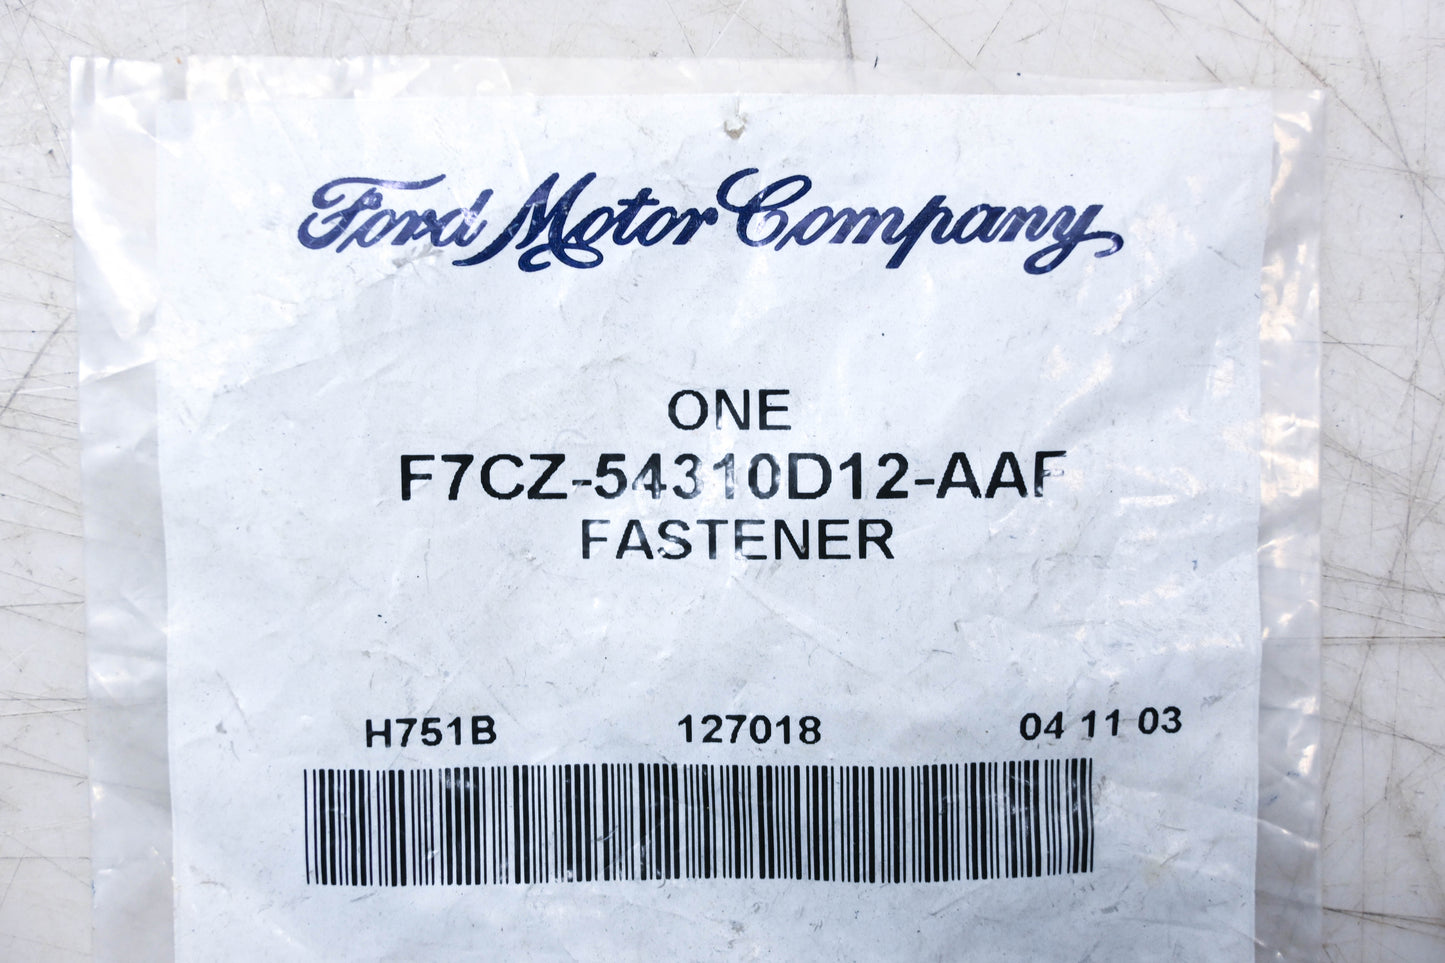 Ford Motor Company
ONE
F7CZ-54310D12-AAF
FASTENER
H751B 127018 04 11 03